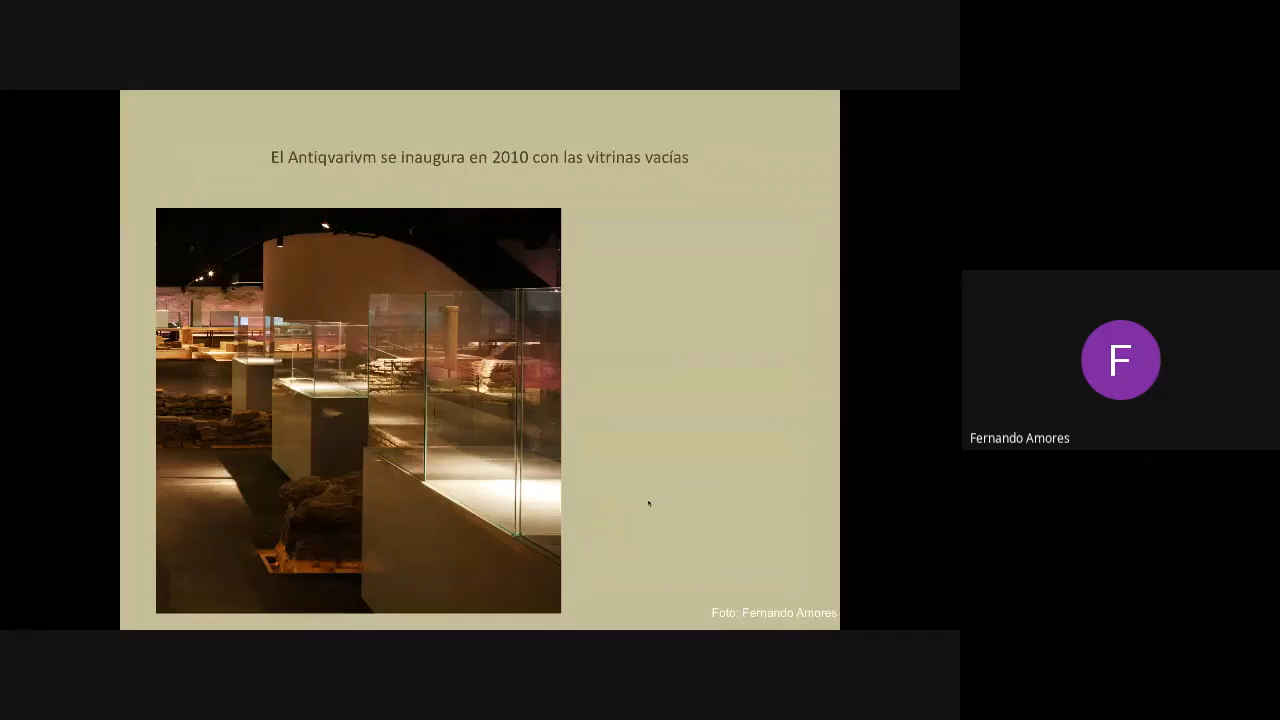 El Antiqvarivm se inaugura en 2010 con las vitrinas vacías
F
Fernando Amores
Foto: Fernando Amores